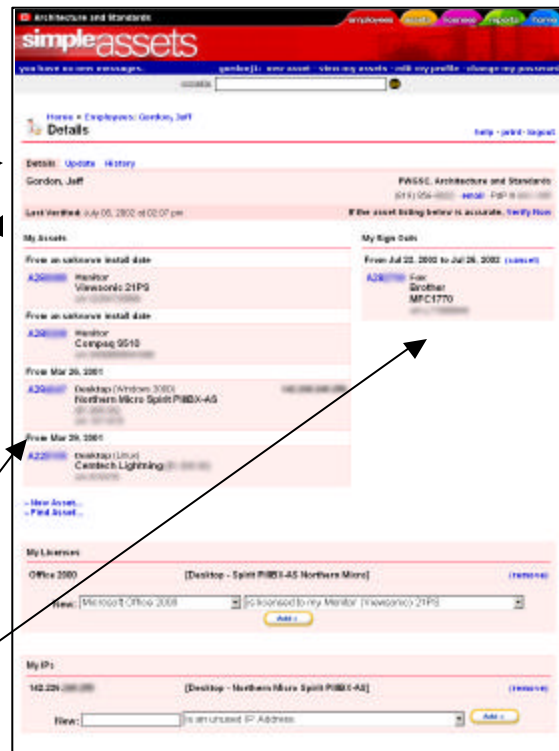 Architecture and Standards
employees assets licenses reports home
simpleassets
you have no new messages.
gordonj1: new asset - view my assets - edit my profile - change my password
assets
Home » Employees: Gordon, Jeff
Details
help - print - logout
Details Update History
Gordon, Jeff
PWGSC, Architecture and Standards
(819) 956- email
Last Verified: July 05, 2002 at 02:07 pm
If the asset listing below is accurate, Verify Now
My Assets
My Sign Outs
From an unknown install date
From Jul 22, 2002 to Jul 26, 2002 (cancel)
Monitor
Viewsonic 21PS
Fax
Brother
MFC1770
From an unknown install date
Monitor
Compaq 9510
From Mar 26, 2001
Desktop (Windows 2000)
Northern Micro Spirit PIIIBX-AS
From Mar 29, 2001
Desktop (Linux)
Cemtech Lightning
- New Asset...
- Find Asset...
My Licenses
Office 2000 [Desktop - Spirit PIIIBX-AS Northern Micro] (remove)
New: Microsoft Office 2000 is licensed to my Monitor (Viewsonic) 21PS
Add »
My IPs
142.226. [Desktop - Northern Micro Spirit PIIIBX-AS] (remove)
New: is an unused IP Address Add »